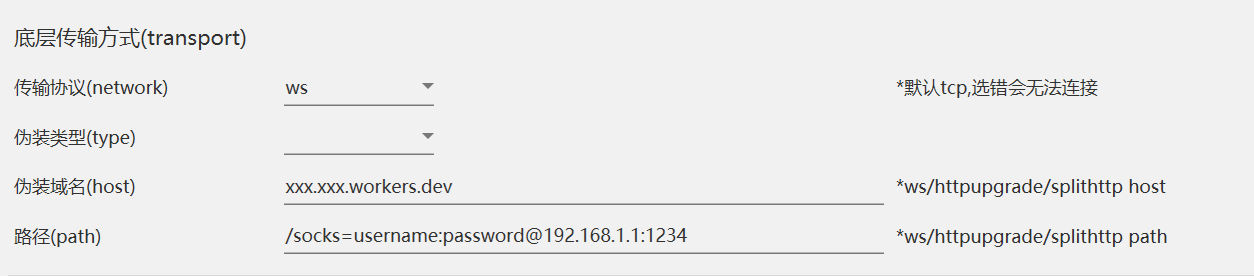 底层传输方式(transport)
传输协议(network) ws *默认tcp,选错会无法连接
伪装类型(type)
伪装域名(host) xxx.xxx.workers.dev *ws/httpupgrade/splithttp host
路径(path) /socks=username:password@192.168.1.1:1234 *ws/httpupgrade/splithttp path